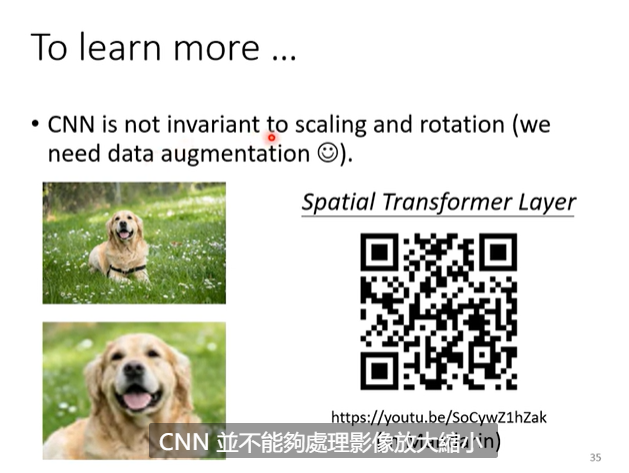 To learn more ...
• CNN is not invariant to scaling and rotation (we
need data augmentation ☺).
Spatial Transformer Layer
https://youtu.be/SoCywZ1hZak
CNN 並不能夠處理影像放大縮小
35